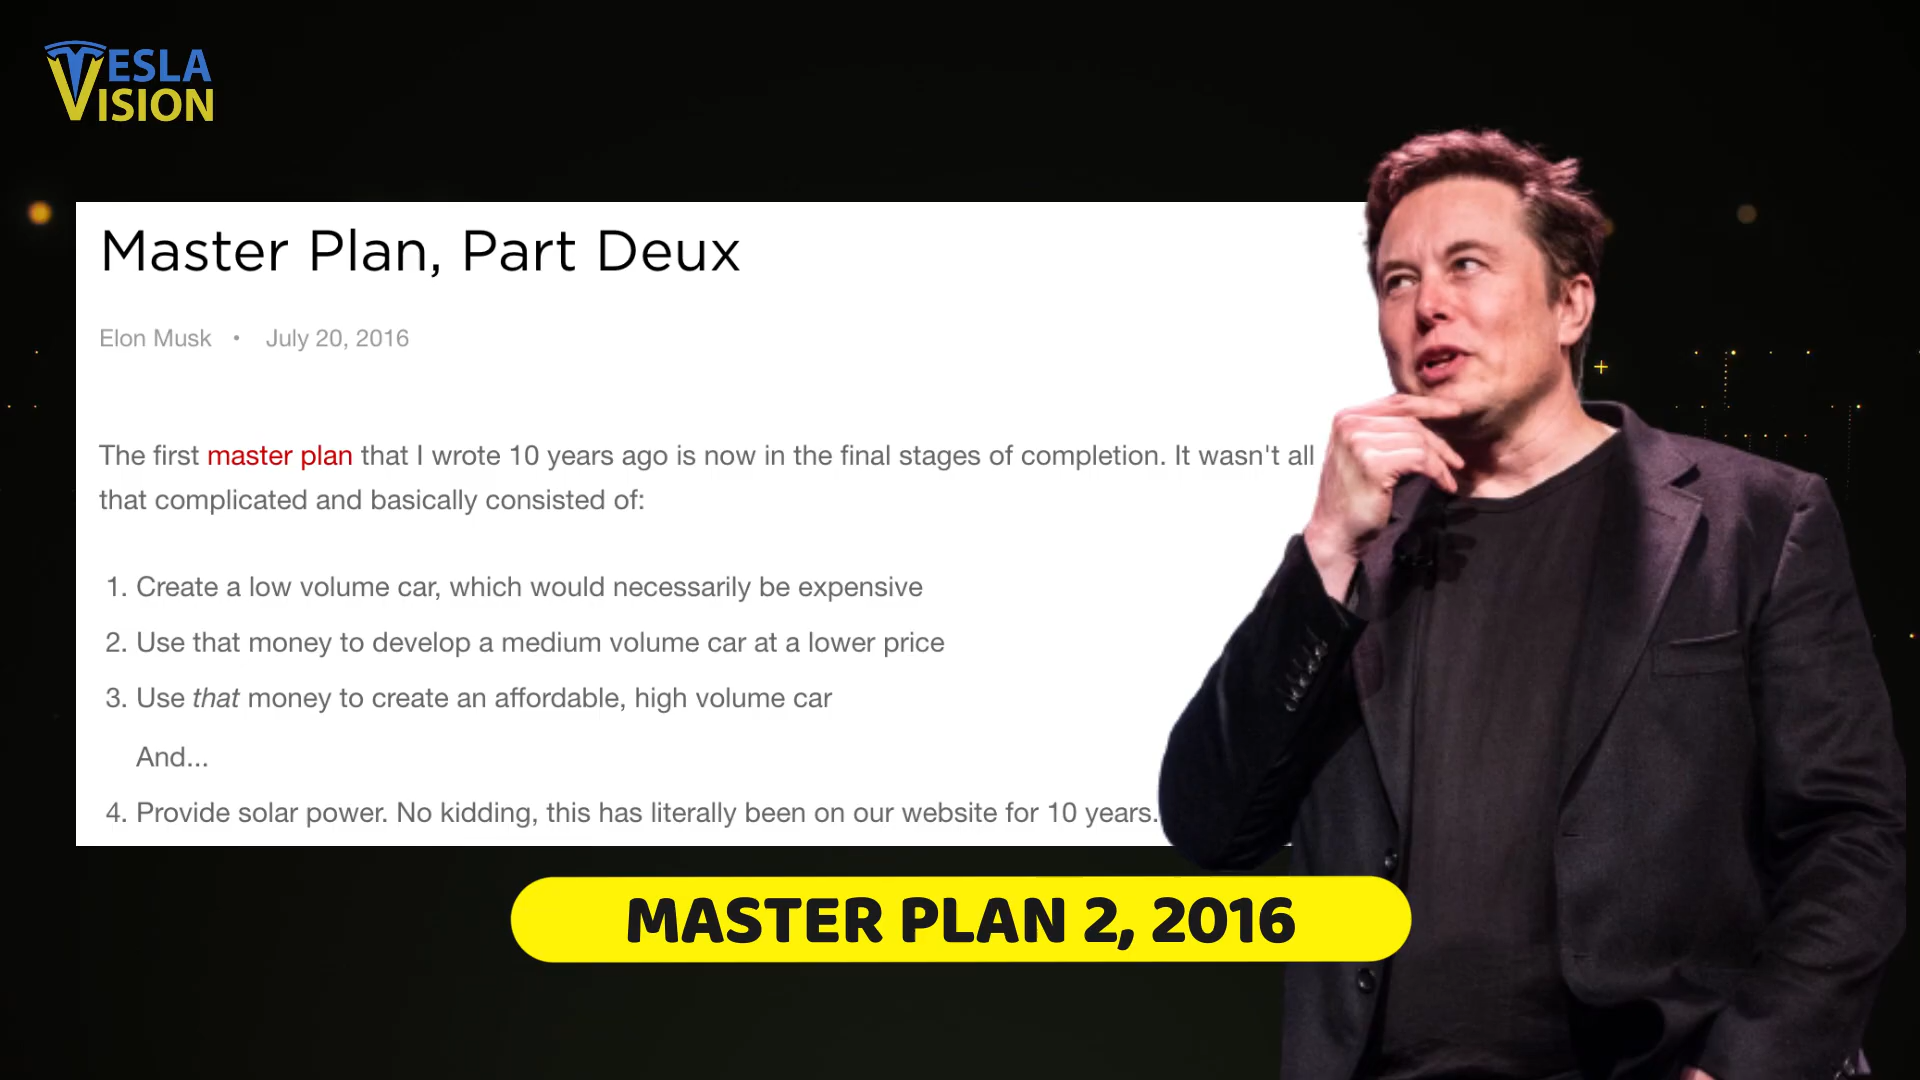 TESLA
VISION
Master Plan, Part Deux
Elon Musk • July 20, 2016
The first master plan that I wrote 10 years ago is now in the final stages of completion. It wasn't all
that complicated and basically consisted of:
1. Create a low volume car, which would necessarily be expensive
2. Use that money to develop a medium volume car at a lower price
3. Use that money to create an affordable, high volume car
And...
4. Provide solar power. No kidding, this has literally been on our website for 10 years.
MASTER PLAN 2, 2016